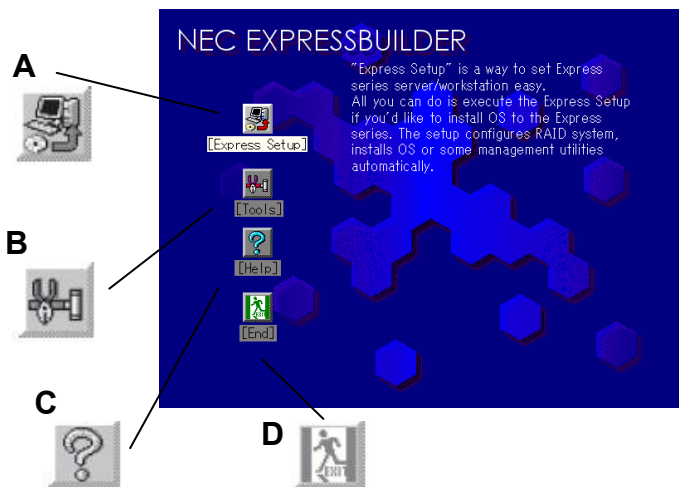 NEC EXPRESSBUILDER
"Express Setup" is a way to set Express
series server/workstation easy.
All you can do is execute the Express Setup
if you'd like to install OS to the Express
series. The setup configures RAID system,
installs OS or some management utilities
automatically.
A
[Express Setup]
[Tools]
B
[Help]
EXIT
[End]
C
D
EXIT